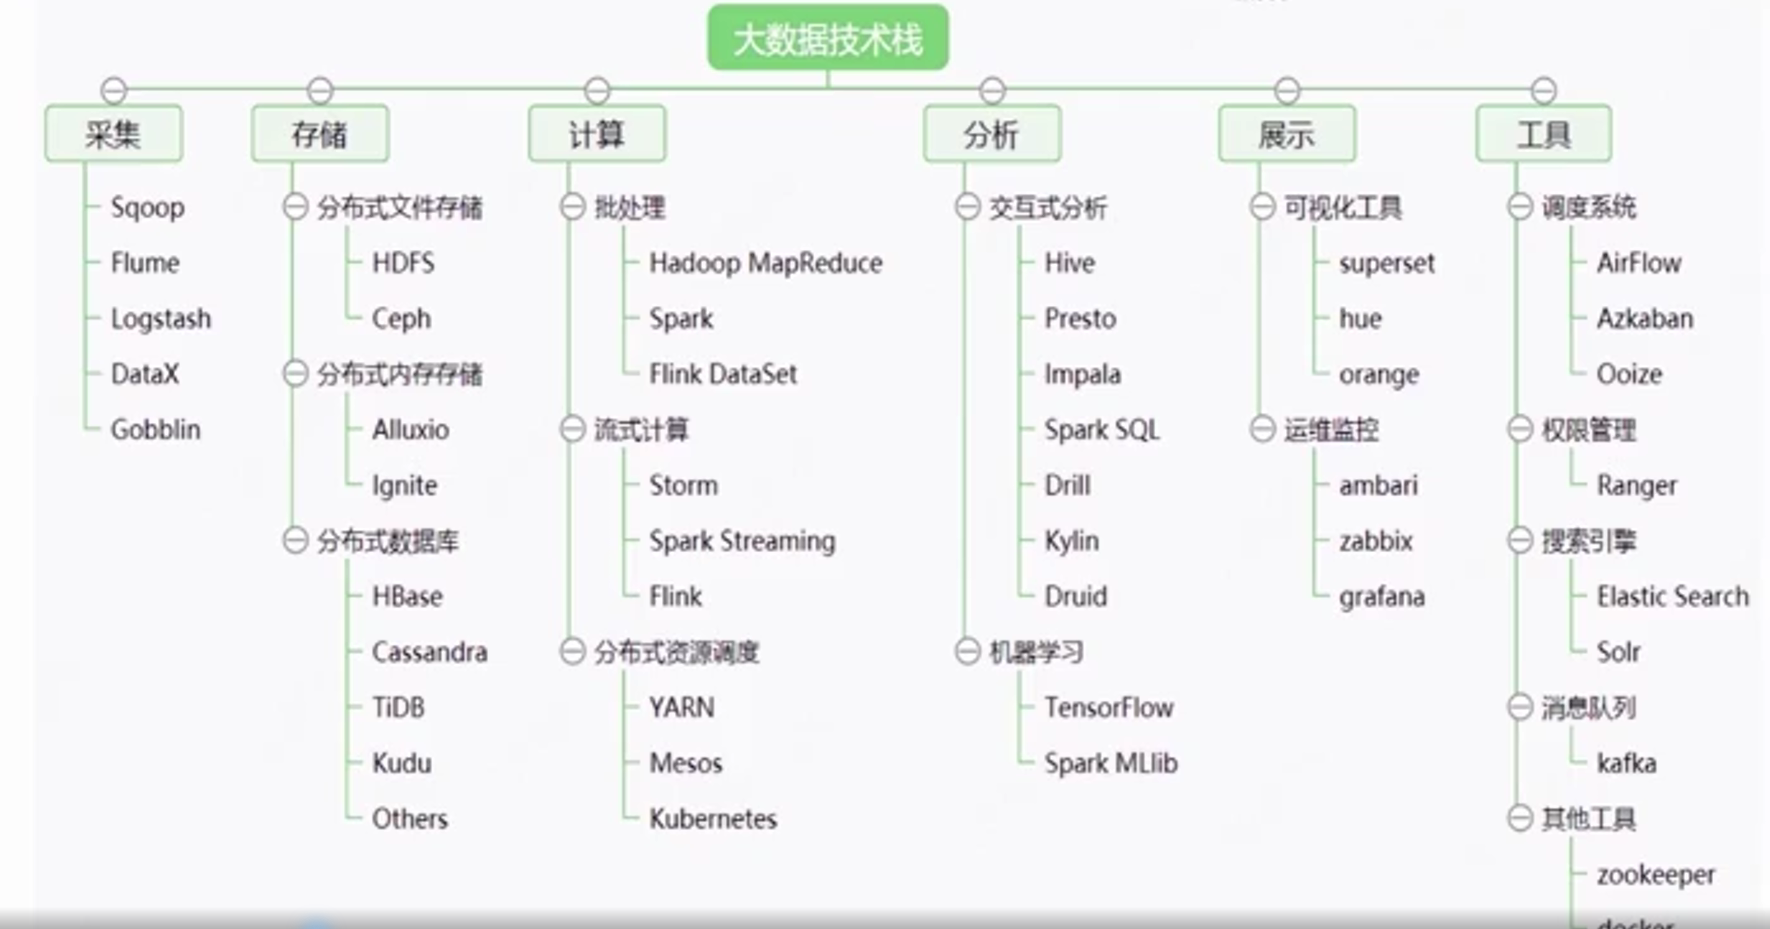 大数据技术栈
采集
Sqoop
Flume
Logstash
DataX
Gobblin
存储
分布式文件存储
HDFS
Ceph
分布式内存存储
Alluxio
Ignite
分布式数据库
HBase
Cassandra
TiDB
Kudu
Others
计算
批处理
Hadoop MapReduce
Spark
Flink DataSet
流式计算
Storm
Spark Streaming
Flink
分布式资源调度
YARN
Mesos
Kubernetes
分析
交互式分析
Hive
Presto
Impala
Spark SQL
Drill
Kylin
Druid
机器学习
TensorFlow
Spark MLlib
展示
可视化工具
superset
hue
orange
运维监控
ambari
zabbix
grafana
工具
调度系统
AirFlow
Azkaban
Ooize
权限管理
Ranger
搜索引擎
Elastic Search
Solr
消息队列
kafka
其他工具
zookeeper
docker